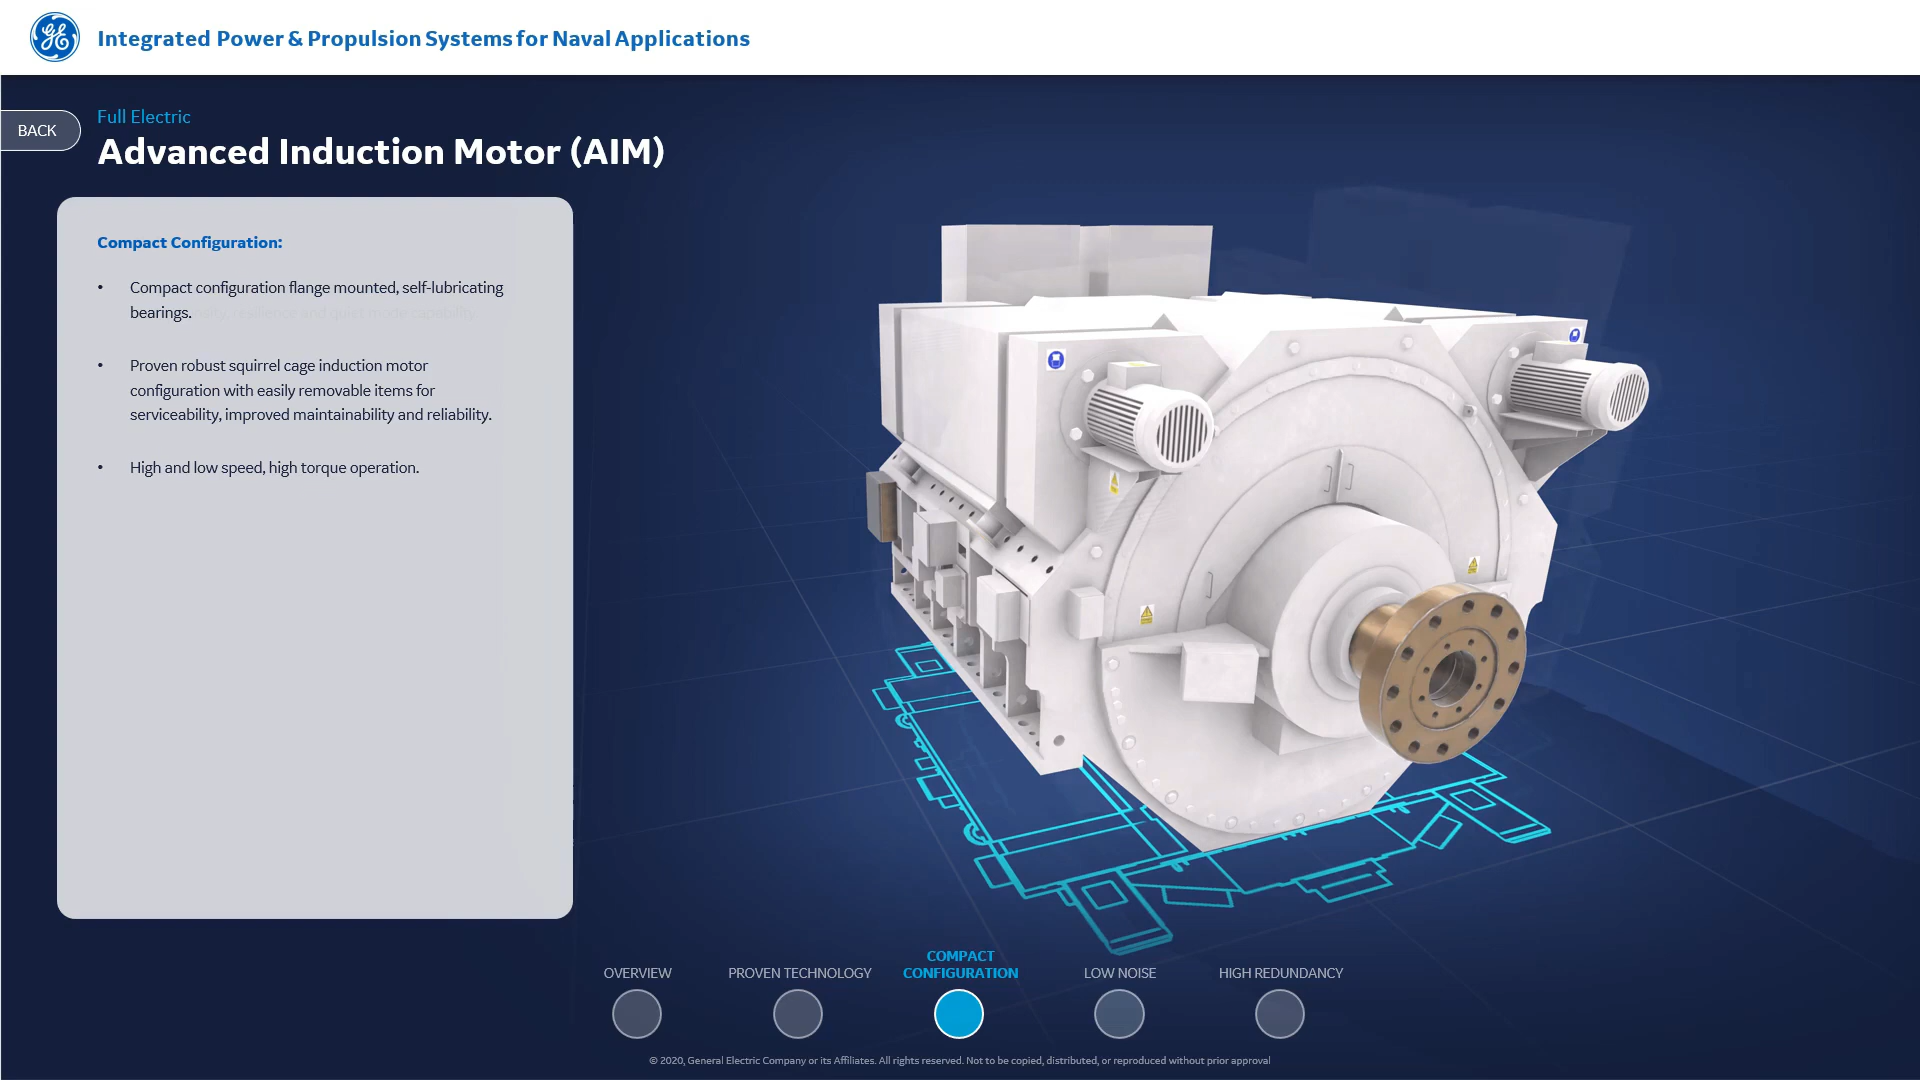 Integrated Power & Propulsion Systems for Naval Applications
BACK
Full Electric
Advanced Induction Motor (AIM)
Compact Configuration:
• Compact configuration flange mounted, self-lubricating
bearings.
• Proven robust squirrel cage induction motor
configuration with easily removable items for
serviceability, improved maintainability and reliability.
• High and low speed, high torque operation.
OVERVIEW
PROVEN TECHNOLOGY
COMPACT
CONFIGURATION
LOW NOISE
HIGH REDUNDANCY
© 2020, General Electric Company or its Affiliates. All rights reserved. Not to be copied, distributed, or reproduced without prior approval